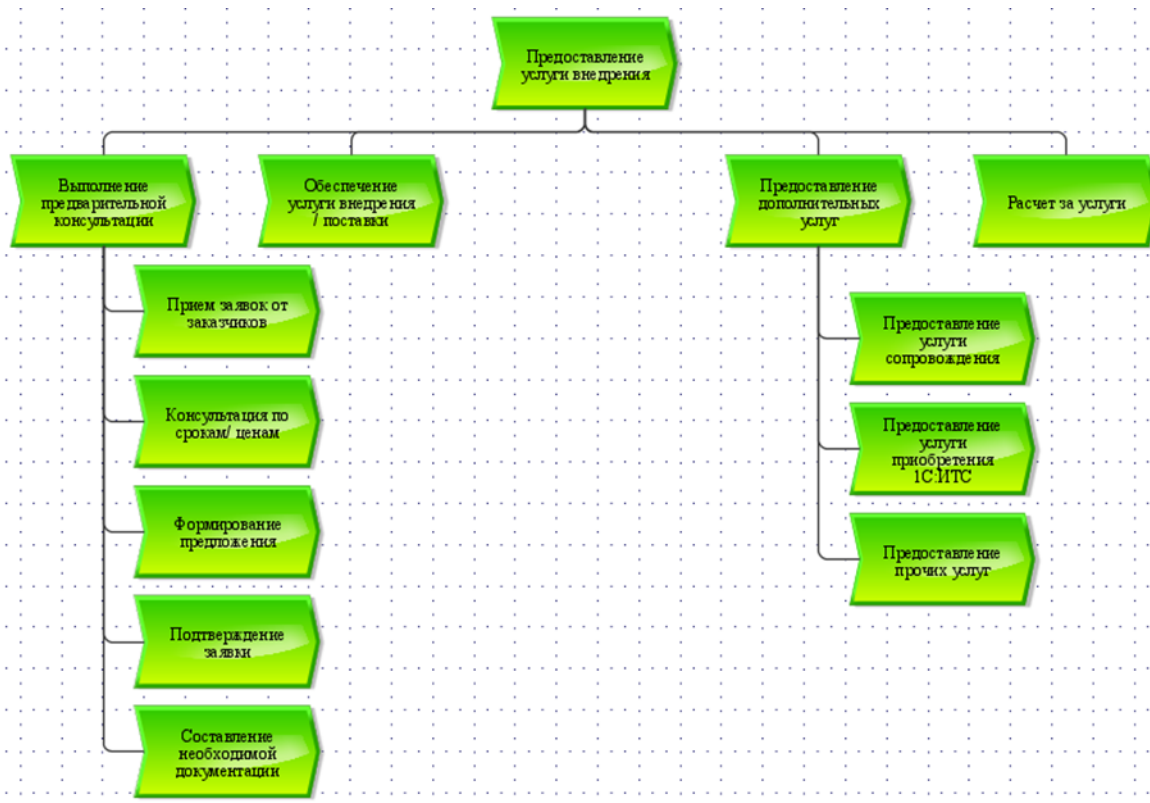 Предоставление
услуги внедрения
Выполнение
предварительной
консультации
Обеспечение
услуги внедрения
/ поставки
Предоставление
дополнительных
услуг
Расчет за услуги
Прием заявок от
заказчиков
Консультация по
срокам/ ценам
Формирование
предложения
Подтверждение
заявки
Составление
необходимой
документации
Предоставление
услуги
сопровождения
Предоставление
услуги
приобретения
1С:ИТС
Предоставление
прочих услуг